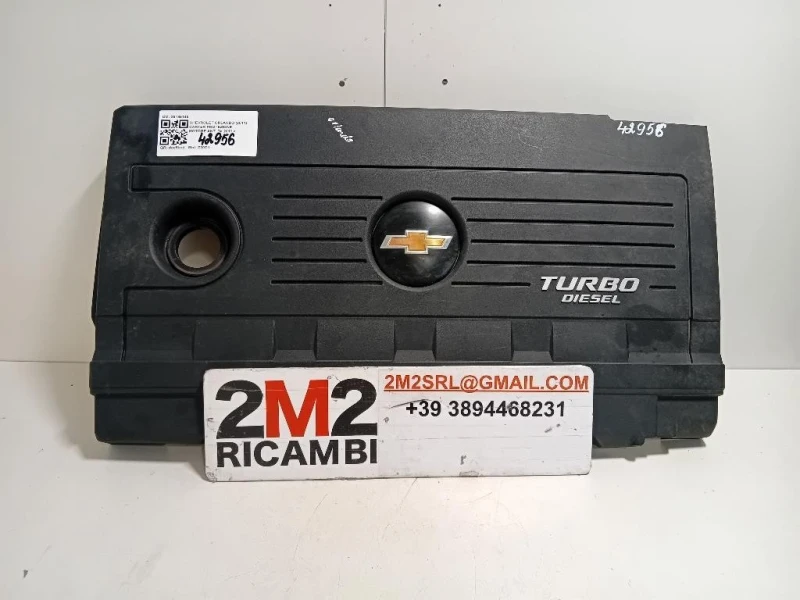 42956
42956
TURBO
DIESEL
2M2
RICAMBI
2M2SRL@GMAIL.COM
+39 3894468231